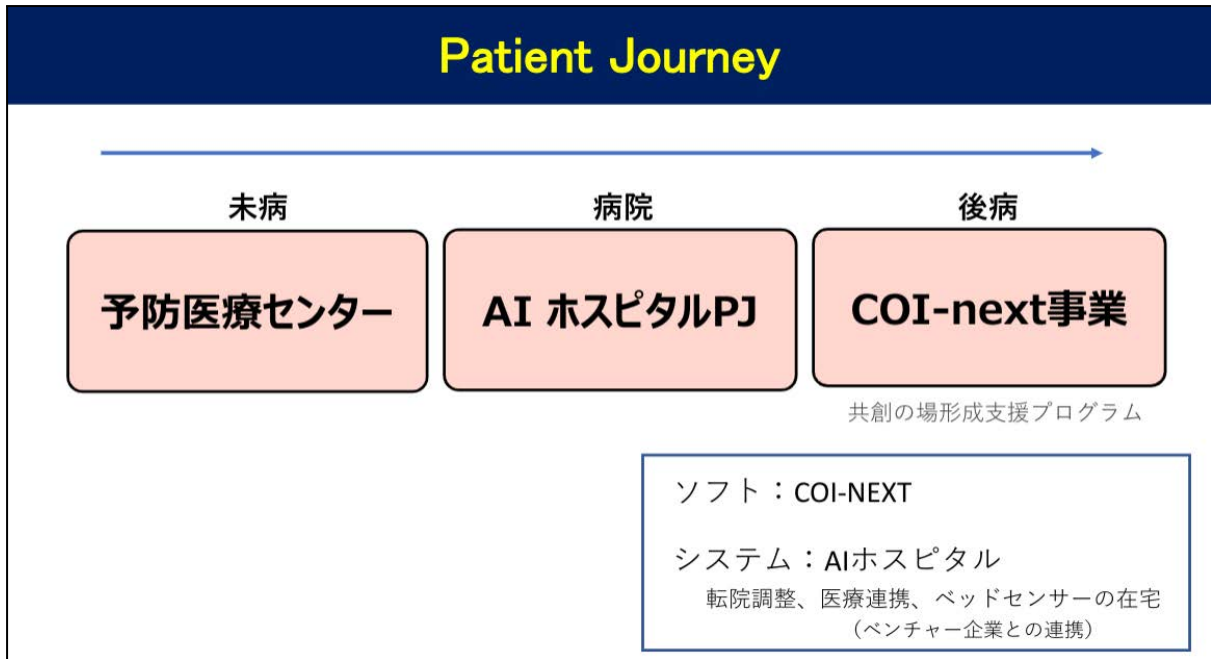 Patient Journey
未病
病院
後病
予防医療センター
AI ホスピタルPJ
COI-next事業
共創の場形成支援プログラム
ソフト：COI-NEXT
システム：AIホスピタル
転院調整、医療連携、ベッドセンサーの在宅
（ベンチャー企業との連携）